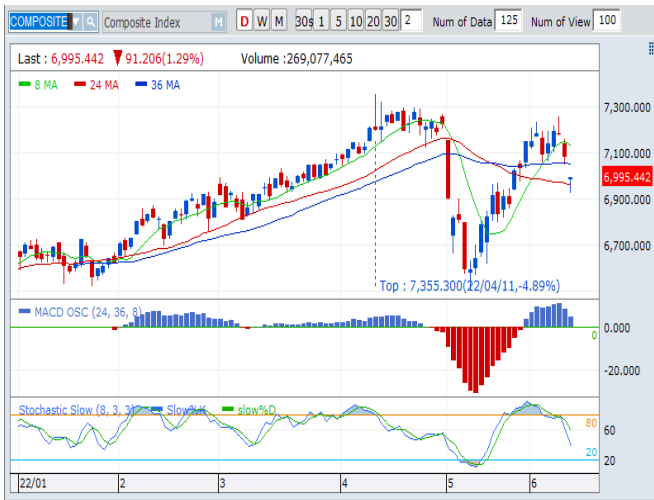 COMPOSITE Composite Index M D W M 30s 1 5 10 20 30 2 Num of Data 125 Num of View 100
Last : 6,995.442 ▼ 91.206(1.29%) Volume :269,077,465
8 MA 24 MA 36 MA
7,300.000
7,100.000
6,995.442
6,900.000
6,700.000
Top : 7,355.300(22/04/11,-4.89%)
MACD OSC (24, 36, 8)
0 0.000
-20.000
Stochastic Slow (8, 3, 3) Slow%K slow%D
80 60
20 20
22/01 2 3 4 5 6